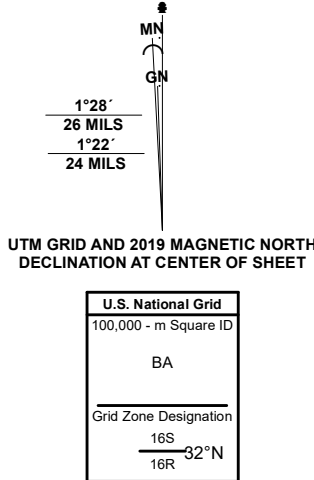 MN
GN
1°28´
26 MILS
1°22´
24 MILS
UTM GRID AND 2019 MAGNETIC NORTH
DECLINATION AT CENTER OF SHEET
U.S. National Grid
100,000 - m Square ID
BA
Grid Zone Designation
16S
32°N
16R